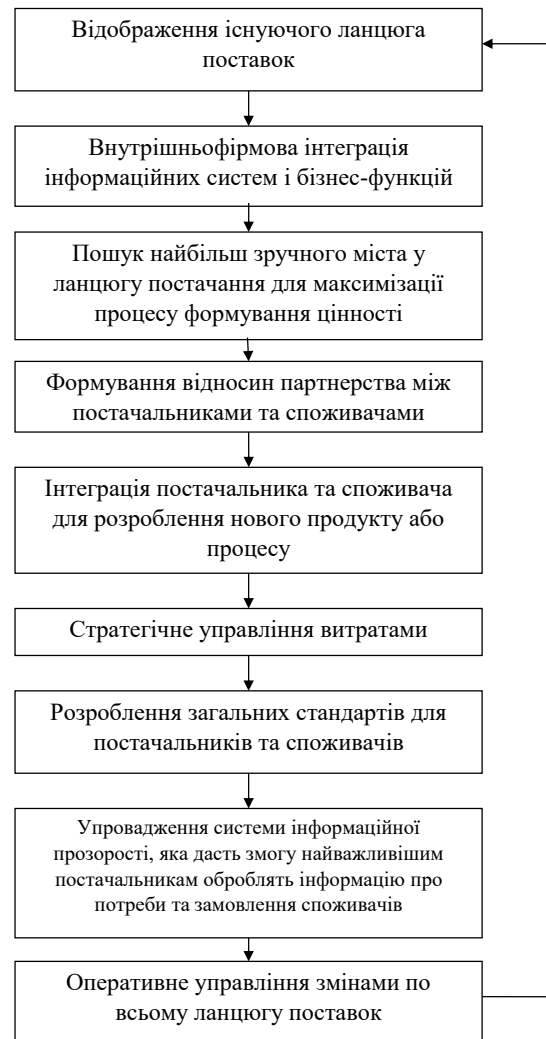 Відображення існуючого ланцюга
поставок
Внутрішньофірмова інтеграція
інформаційних систем і бізнес-функцій
Пошук найбільш зручного міста у
ланцюгу постачання для максимізації
процесу формування цінності
Формування відносин партнерства між
постачальниками та споживачами
Інтеграція постачальника та споживача
для розроблення нового продукту або
процесу
Стратегічне управління витратами
Розроблення загальних стандартів для
постачальників та споживачів
Упровадження системи інформаційної
прозорості, яка дасть змогу найважливішим
постачальникам оброблять інформацію про
потреби та замовлення споживачів
Оперативне управління змінами по
всьому ланцюгу поставок